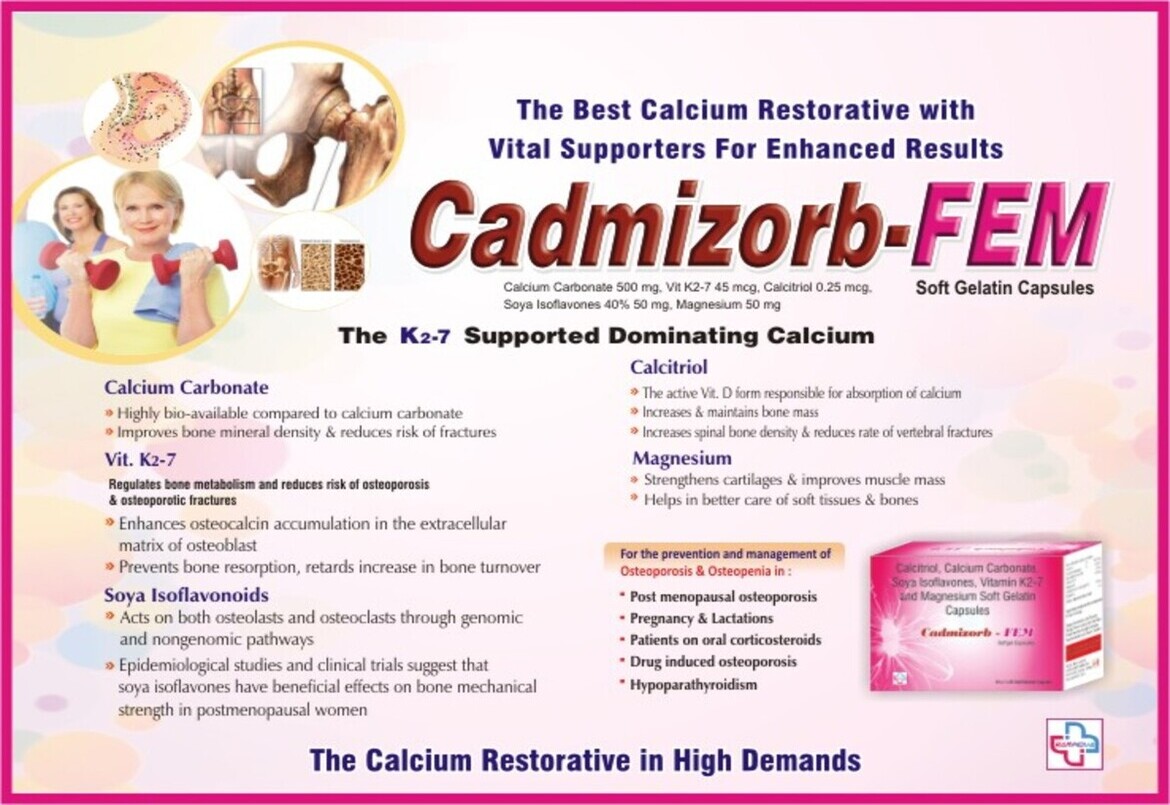 The Best Calcium Restorative with
Vital Supporters For Enhanced Results
Cadmizorb-FEM
Calcium Carbonate 500 mg, Vit K2-7 45 mcg, Calcitriol 0.25 mcg,
Soya Isoflavones 40% 50 mg, Magnesium 50 mg
Soft Gelatin Capsules
The K2-7 Supported Dominating Calcium
Calcium Carbonate
» Highly bio-available compared to calcium carbonate
» Improves bone mineral density & reduces risk of fractures
Vit. K2-7
Regulates bone metabolism and reduces risk of osteoporosis
& osteoporotic fractures
» Enhances osteocalcin accumulation in the extracellular
matrix of osteoblast
» Prevents bone resorption, retards increase in bone turnover
Soya Isoflavonoids
» Acts on both osteolasts and osteoclasts through genomic
and nongenomic pathways
» Epidemiological studies and clinical trials suggest that
soya isoflavones have beneficial effects on bone mechanical
strength in postmenopausal women
Calcitriol
» The active Vit. D form responsible for absorption of calcium
» Increases & maintains bone mass
» Increases spinal bone density & reduces rate of vertebral fractures
Magnesium
» Strengthens cartilages & improves muscle mass
» Helps in better care of soft tissues & bones
For the prevention and management of
Osteoporosis & Osteopenia in :
• Post menopausal osteoporosis
• Pregnancy & Lactations
• Patients on oral corticosteroids
• Drug induced osteoporosis
• Hypoparathyroidism
Calcitriol, Calcium Carbonate,
Soya Isoflavones, Vitamin K2-7
and Magnesium Soft Gelatin
Capsules
Cadmizorb - FEM
The Calcium Restorative in High Demands